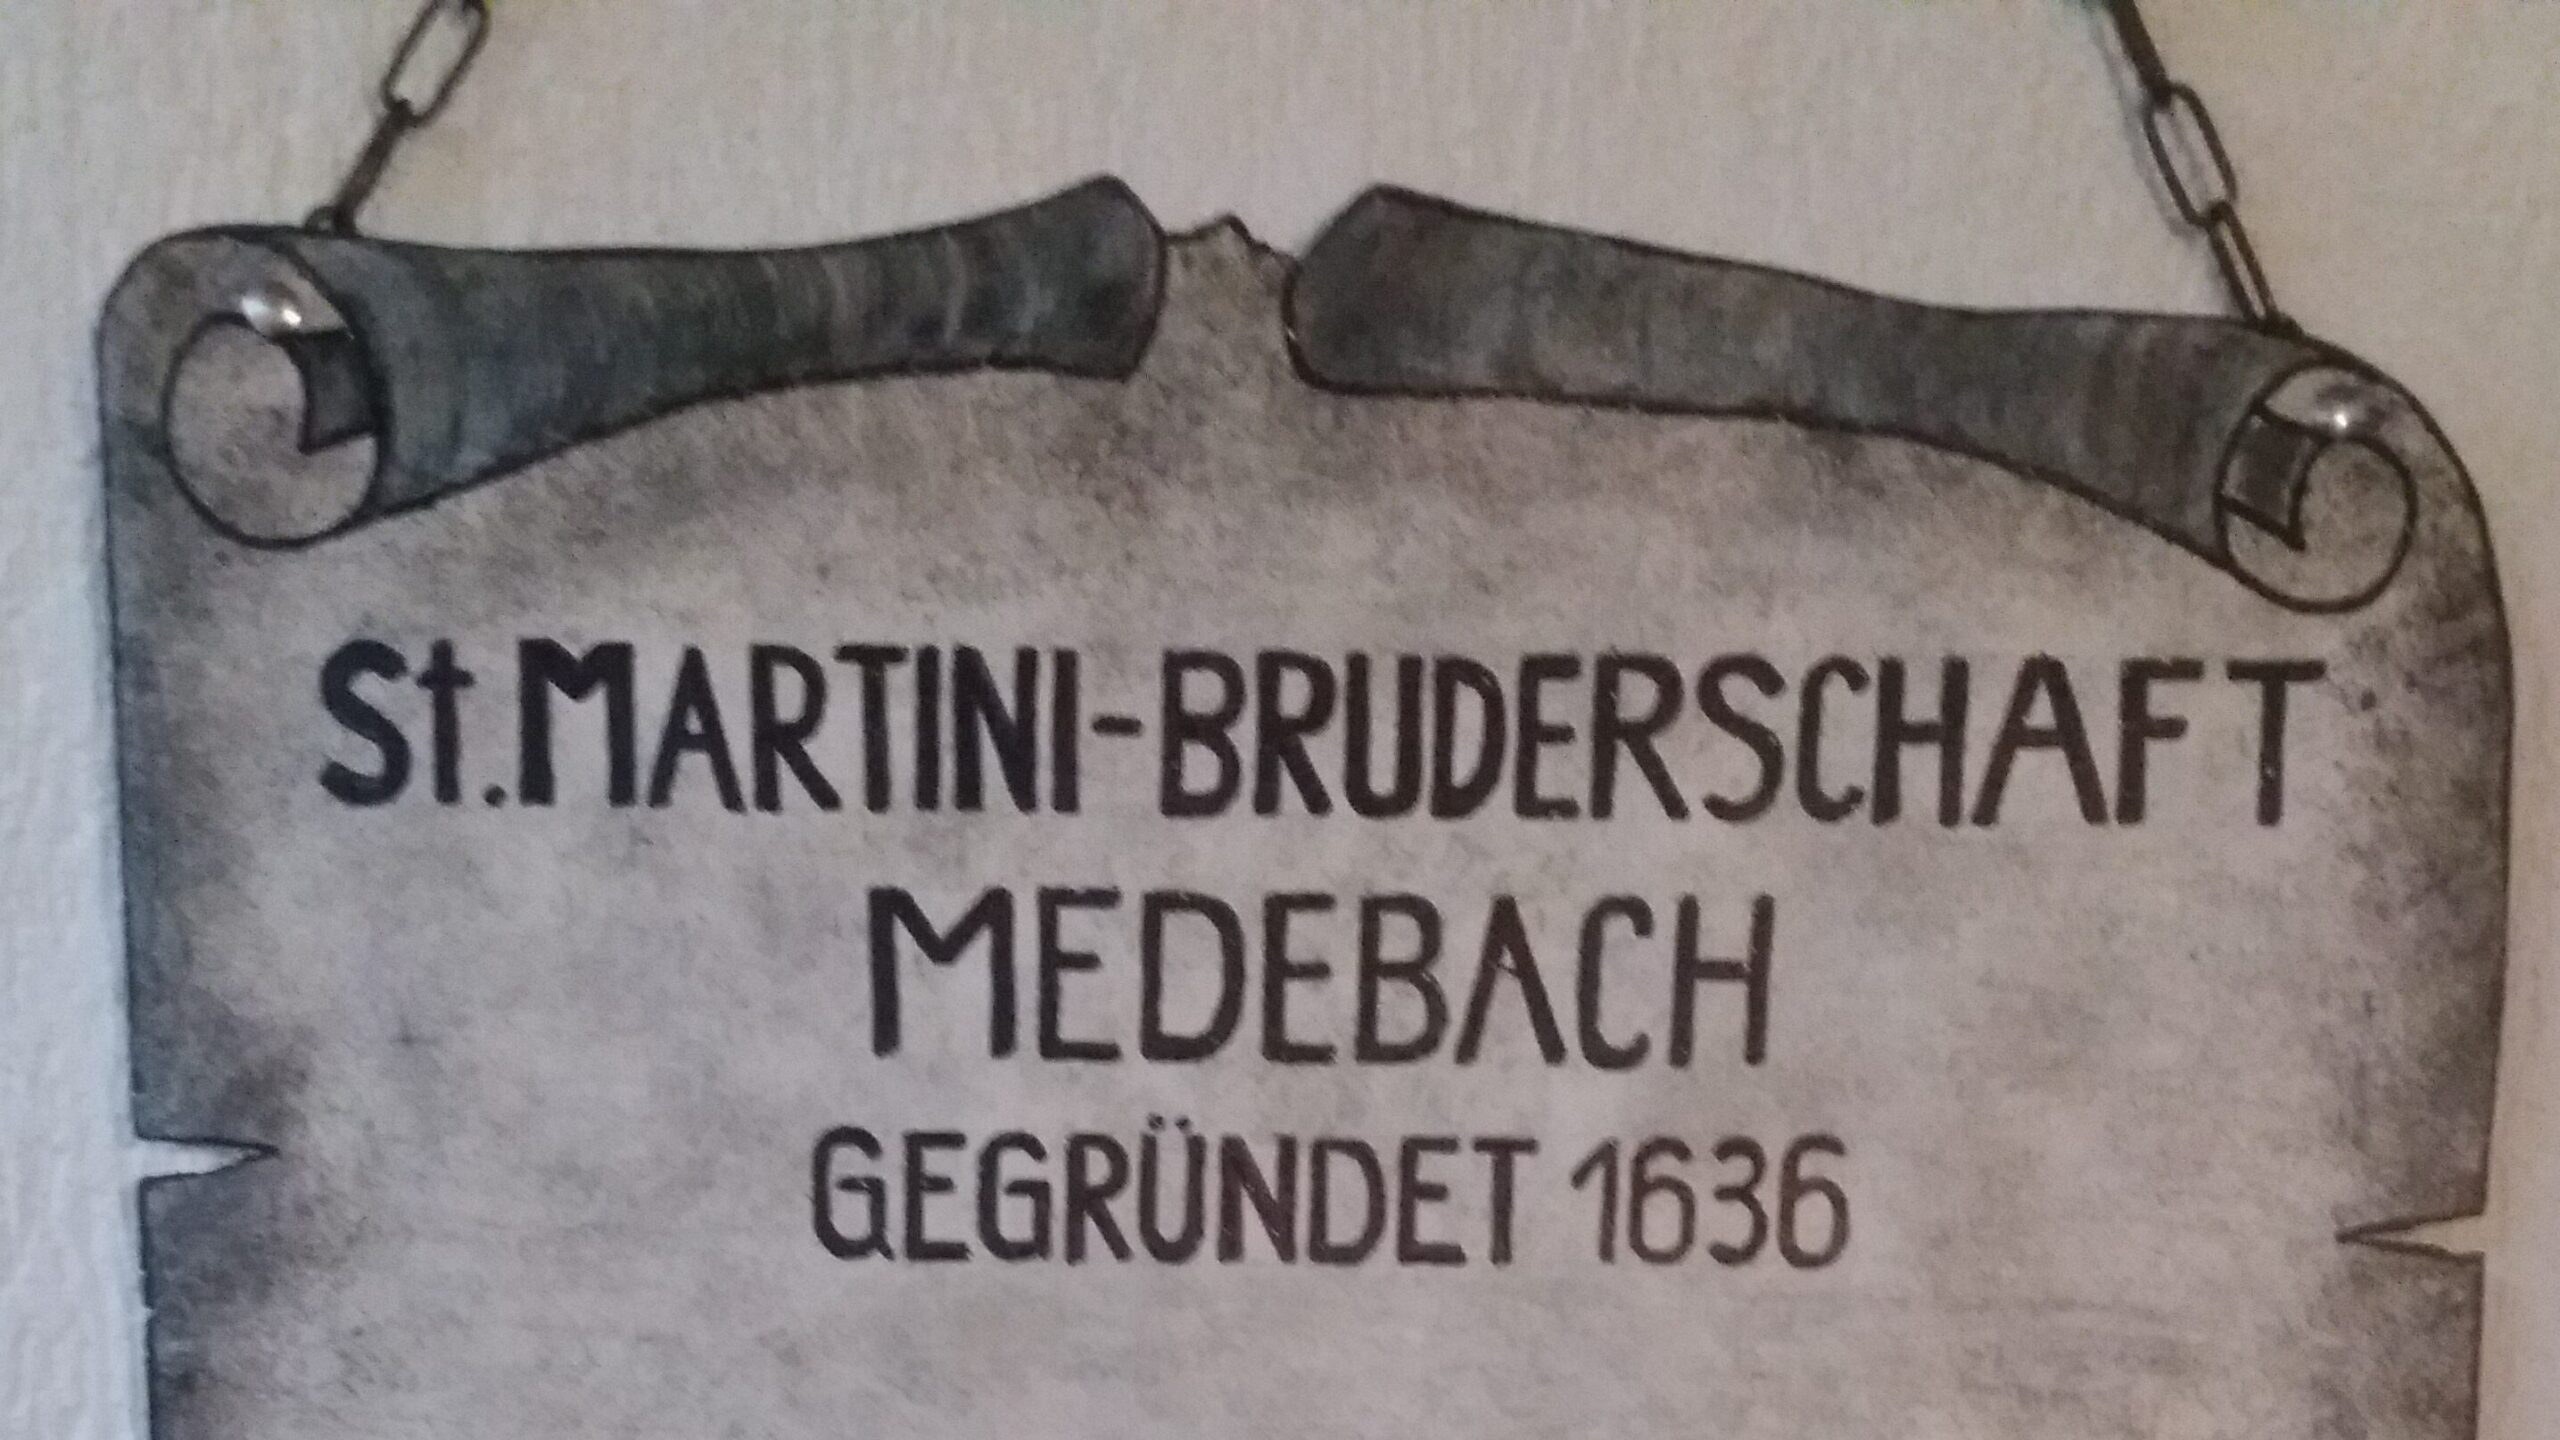 St. MARTINI-BRUDERSCHAFT
MEDEBACH
GEGRÜNDET 1636